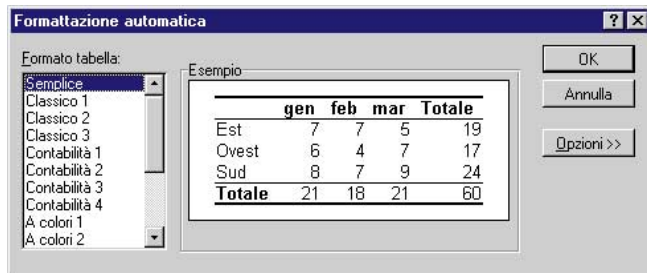 Formattazione automatica
Formato tabella:
Semplice
Classico 1
Classico 2
Classico 3
Contabilità 1
Contabilità 2
Contabilità 3
Contabilità 4
A colori 1
A colori 2
Esempio
gen feb mar Totale
Est 7 7 5 19
Ovest 6 4 7 17
Sud 8 7 9 24
Totale 21 18 21 60
OK
Annulla
Opzioni >>